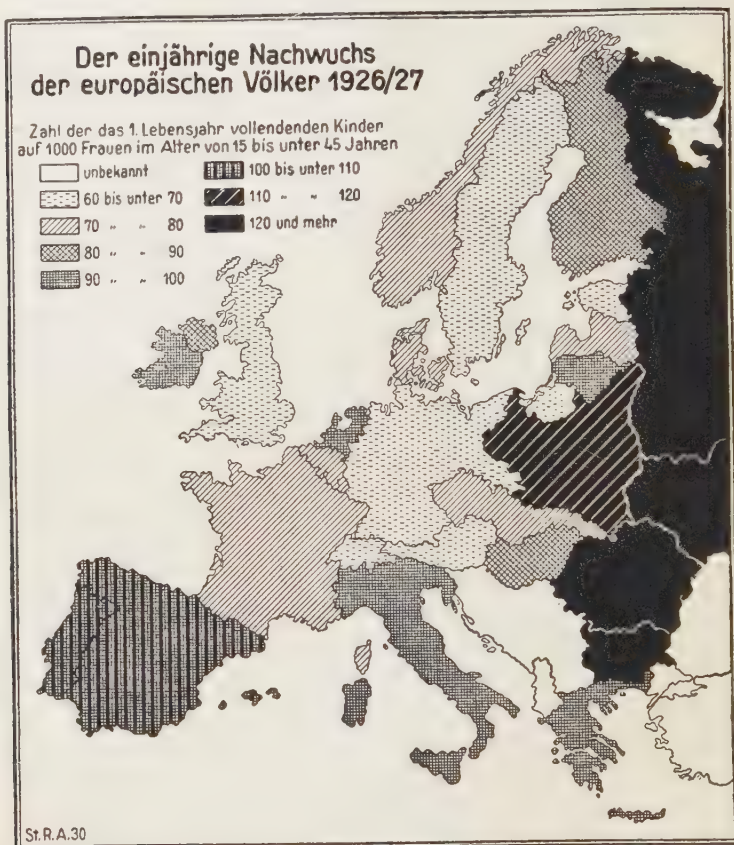 Der einjährige Nachwuchs
der europäischen Völker 1926/27
Zahl der das 1. Lebensjahr vollendenden Kinder
auf 1000 Frauen im Alter von 15 bis unter 45 Jahren
unbekannt
60 bis unter 70
70 " " 80
80 " " 90
90 " " 100
100 bis unter 110
110 " " 120
120 und mehr
St.R.A.30